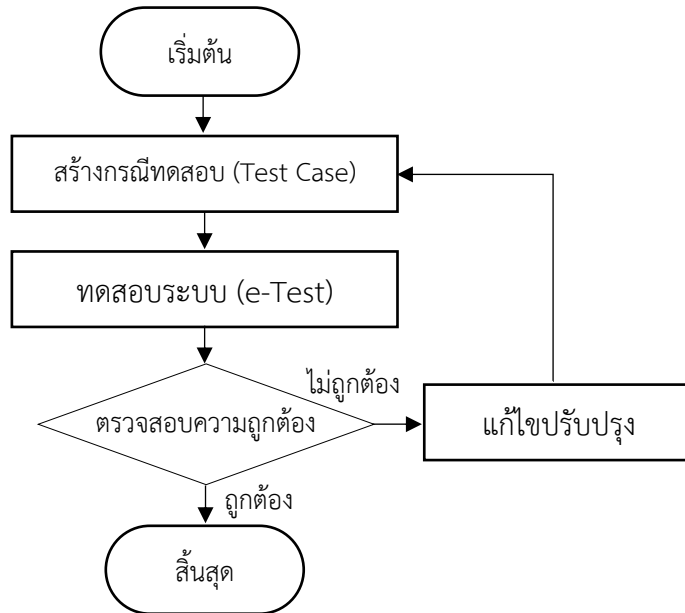 เริ่มต้น
สร้างกรณีทดสอบ (Test Case)
ทดสอบระบบ (e-Test)
ไม่ถูกต้อง
ตรวจสอบความถูกต้อง
แก้ไขปรับปรุง
ถูกต้อง
สิ้นสุด